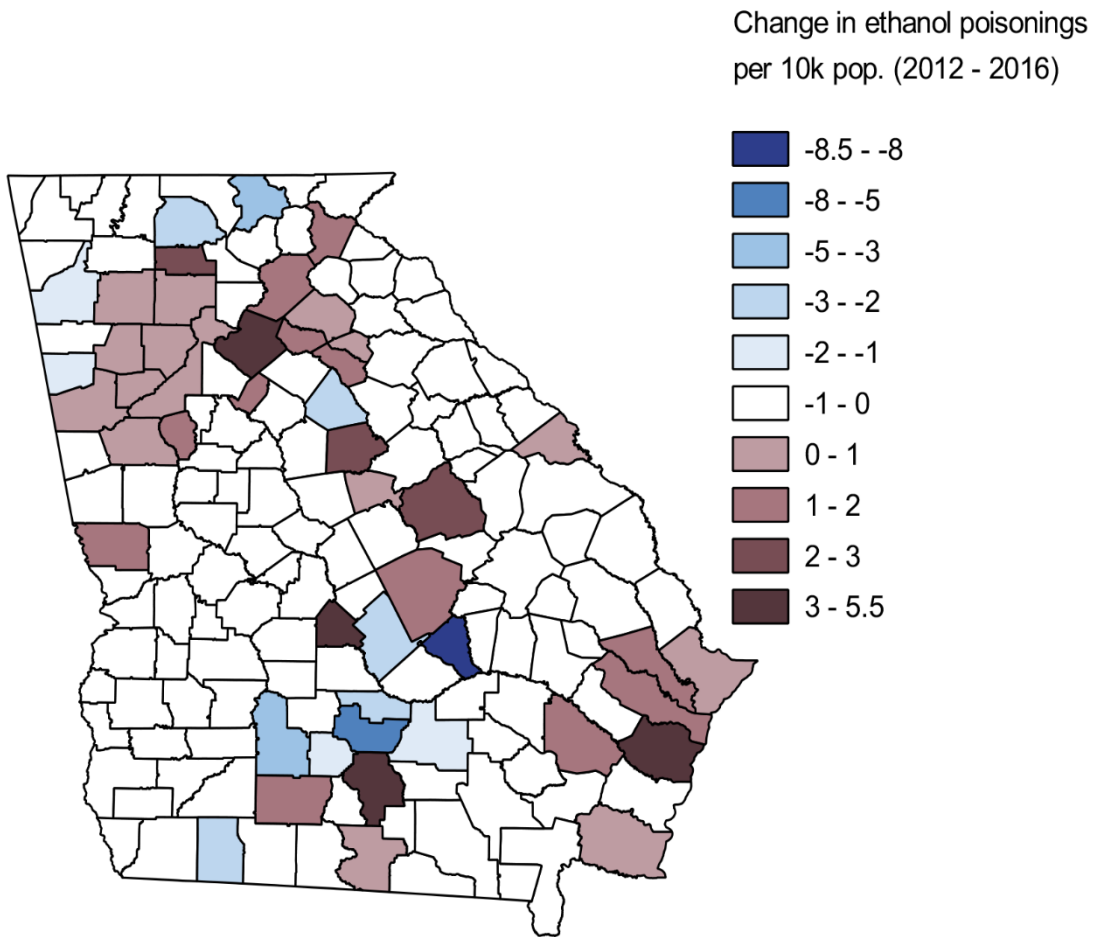 Change in ethanol poisonings
per 10k pop. (2012 - 2016)
-8.5 - -8
-8 - -5
-5 - -3
-3 - -2
-2 - -1
-1 - 0
0 - 1
1 - 2
2 - 3
3 - 5.5